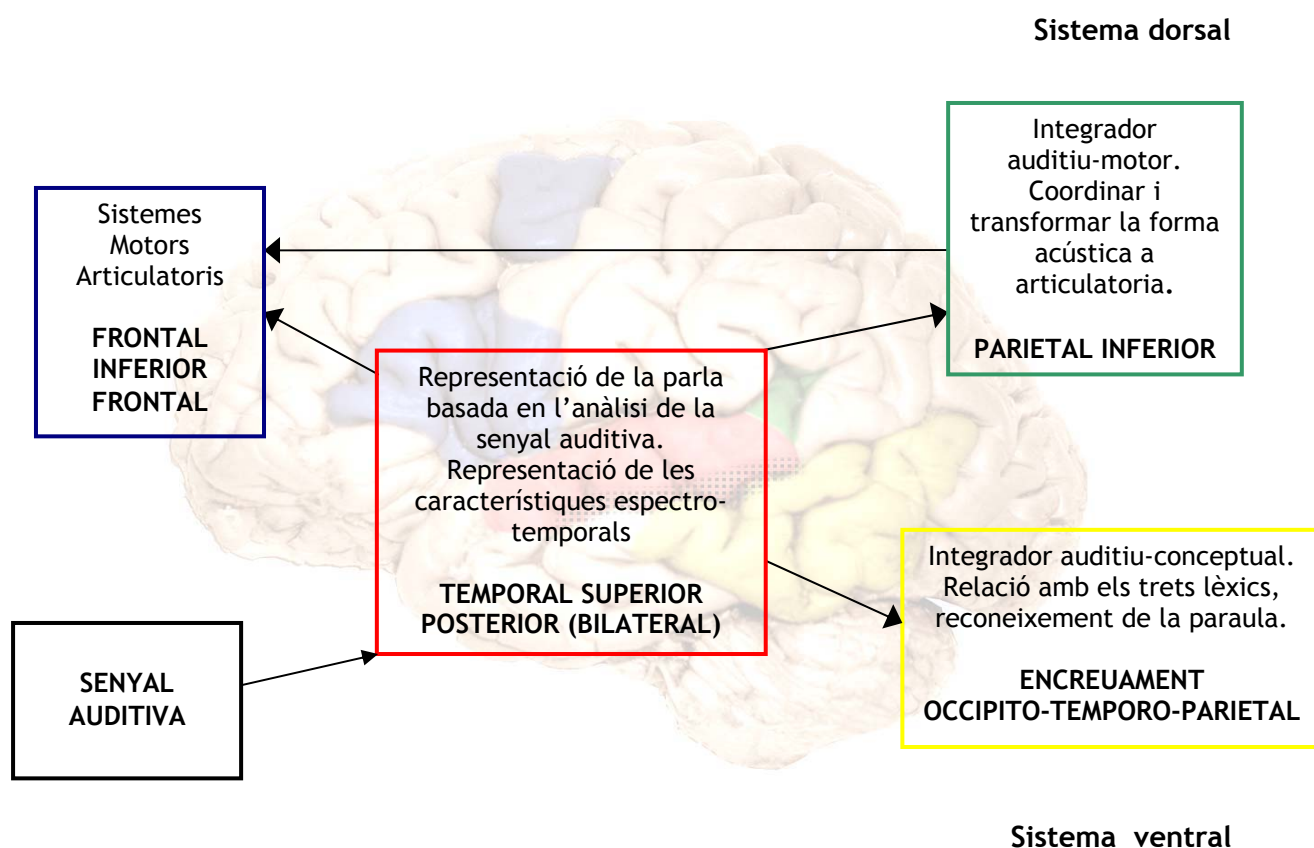 Sistema dorsal
Integrador
auditiu-motor.
Coordinar i
transformar la forma
acústica a
articulatoria.
PARIETAL INFERIOR
Sistemes
Motors
Articulatoris
FRONTAL
INFERIOR
FRONTAL
Representació de la parla
basada en l’anàlisi de la
senyal auditiva.
Representació de les
característiques espectro-
temporals
TEMPORAL SUPERIOR
POSTERIOR (BILATERAL)
Integrador auditiu-conceptual.
Relació amb els trets lèxics,
reconeixement de la paraula.
ENCREUAMENT
OCCIPITO-TEMPORO-PARIETAL
SENYAL
AUDITIVA
Sistema ventral